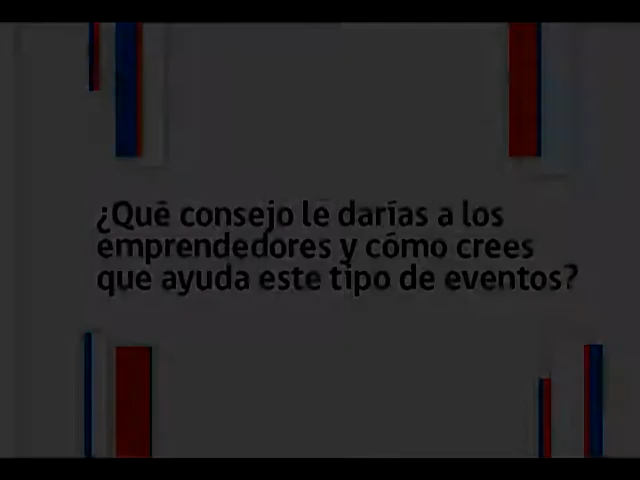 ¿Qué consejo le darías a los
emprendedores y cómo crees
que ayuda este tipo de eventos?